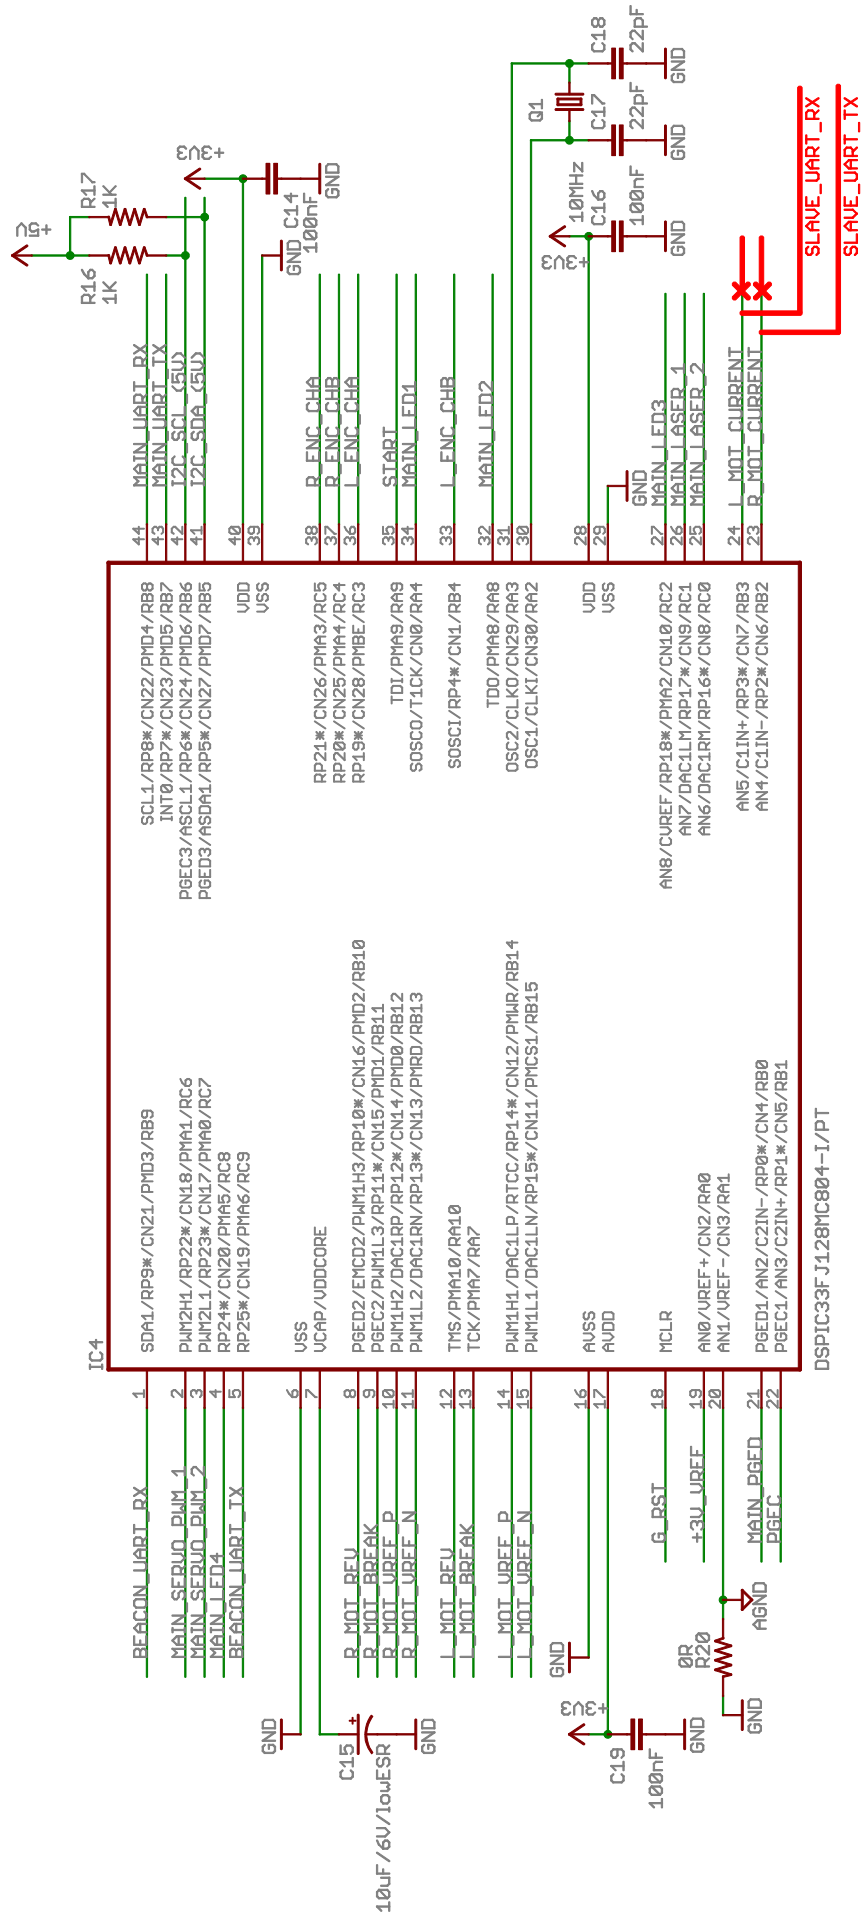 IC4
DSPIC33FJ128MC804-I/PT
BEACON_UART_RX 1 SDA1/RP9*/CN21/PMD3/RB9
MAIN_SERVO_PWM_1 2 PWM2H1/RP22*/CN18/PMA1/RC6
MAIN_SERVO_PWM_2 3 PWM2L1/RP23*/CN17/PMA0/RC7
MAIN_LED4 4 RP24*/CN20/PMA5/RC8
BEACON_UART_TX 5 RP25*/CN19/PMA6/RC9
GND 6 VSS
7 VCAP/VDDCORE
C15
10uF/6V/lowESR
+
GND
R_MOT_REV 8 PGED2/EMCD2/PWM1H3/RP10*/CN16/PMD2/RB10
R_MOT_BREAK 9 PGEC2/PWM1L3/RP11*/CN15/PMD1/RB11
R_MOT_VREF_P 10 PWM1H2/DAC1RP/RP12*/CN14/PMD0/RB12
R_MOT_VREF_N 11 PWM1L2/DAC1RN/RP13*/CN13/PMRD/RB13
L_MOT_REV 12 TMS/PMA10/RA10
L_MOT_BREAK 13 TCK/PMA7/RA7
L_MOT_VREF_P 14 PWM1H1/DAC1LP/RTCC/RP14*/CN12/PMWR/RB14
L_MOT_VREF_N 15 PWM1L1/DAC1LN/RP15*/CN11/PMCS1/RB15
GND 16 AVSS
+3V3 17 AVDD
C19
100nF
GND
G_RST 18 MCLR
+3V_VREF 19 AN0/VREF+/CN2/RA0
20 AN1/VREF-/CN3/RA1
0R
R20
GND
AGND
MAIN_PGED 21 PGED1/AN2/C2IN-/RP0*/CN4/RB0
PGEC 22 PGEC1/AN3/C2IN+/RP1*/CN5/RB1
SCL1/RP8*/CN22/PMD4/RB8 44 MAIN_UART_RX
INT0/RP7*/CN23/PMD5/RB7 43 MAIN_UART_TX
PGEC3/ASCL1/RP6*/CN24/PMD6/RB6 42 I2C_SCL_(5V)
PGED3/ASDA1/RP5*/CN27/PMD7/RB5 41 I2C_SDA_(5V)
R16
1K
R17
1K
+5V
VDD 40
+3V3
C14
100nF
GND
VSS 39 GND
RP21*/CN26/PMA3/RC5 38 R_ENC_CHA
RP20*/CN25/PMA4/RC4 37 R_ENC_CHB
RP19*/CN28/PMBE/RC3 36 L_ENC_CHA
TDI/PMA9/RA9 35 START
SOSCO/T1CK/CN0/RA4 34 MAIN_LED1
SOSCI/RP4*/CN1/RB4 33 L_ENC_CHB
TDO/PMA8/RA8 32 MAIN_LED2
OSC2/CLKO/CN29/RA3 31
OSC1/CLKI/CN30/RA2 30
Q1
10MHz
C18
22pF
GND
C17
22pF
GND
VDD 28
+3V3
C16
100nF
GND
VSS 29 GND
AN8/CVREF/RP18*/PMA2/CN10/RC2 27 MAIN_LED3
AN7/DAC1LM/RP17*/CN9/RC1 26 MAIN_LASER_1
AN6/DAC1RM/RP16*/CN8/RC0 25 MAIN_LASER_2
AN5/C1IN+/RP3*/CN7/RB3 24 L_MOT_CURRENT
AN4/C1IN-/RP2*/CN6/RB2 23 R_MOT_CURRENT
SLAVE_UART_RX
SLAVE_UART_TX